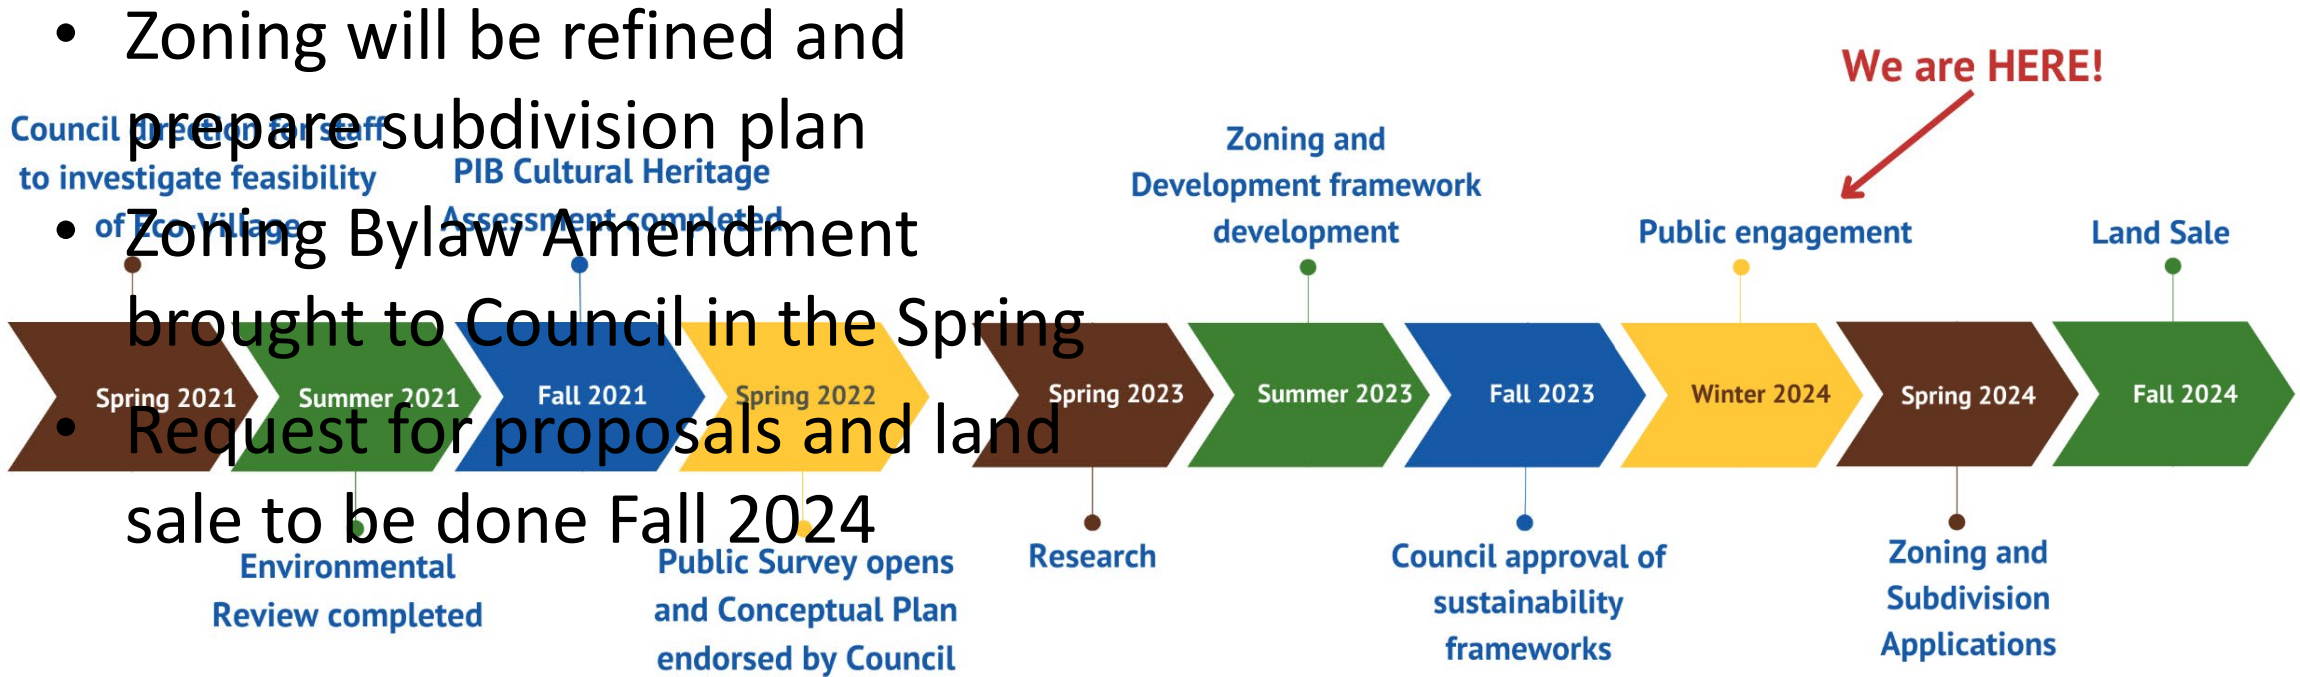 • Zoning will be refined and
prepare subdivision plan
• Zoning Bylaw Amendment
brought to Council in the Spring
• Request for proposals and land
sale to be done Fall 2024
We are HERE!
Council direction for staff
to investigate feasibility
of Eco-Village
PIB Cultural Heritage
Assessment completed
Zoning and
Development framework
development
Public engagement
Land Sale
Spring 2021
Summer 2021
Fall 2021
Spring 2022
Spring 2023
Summer 2023
Fall 2023
Winter 2024
Spring 2024
Fall 2024
Environmental
Review completed
Public Survey opens
and Conceptual Plan
endorsed by Council
Research
Council approval of
sustainability
frameworks
Zoning and
Subdivision
Applications